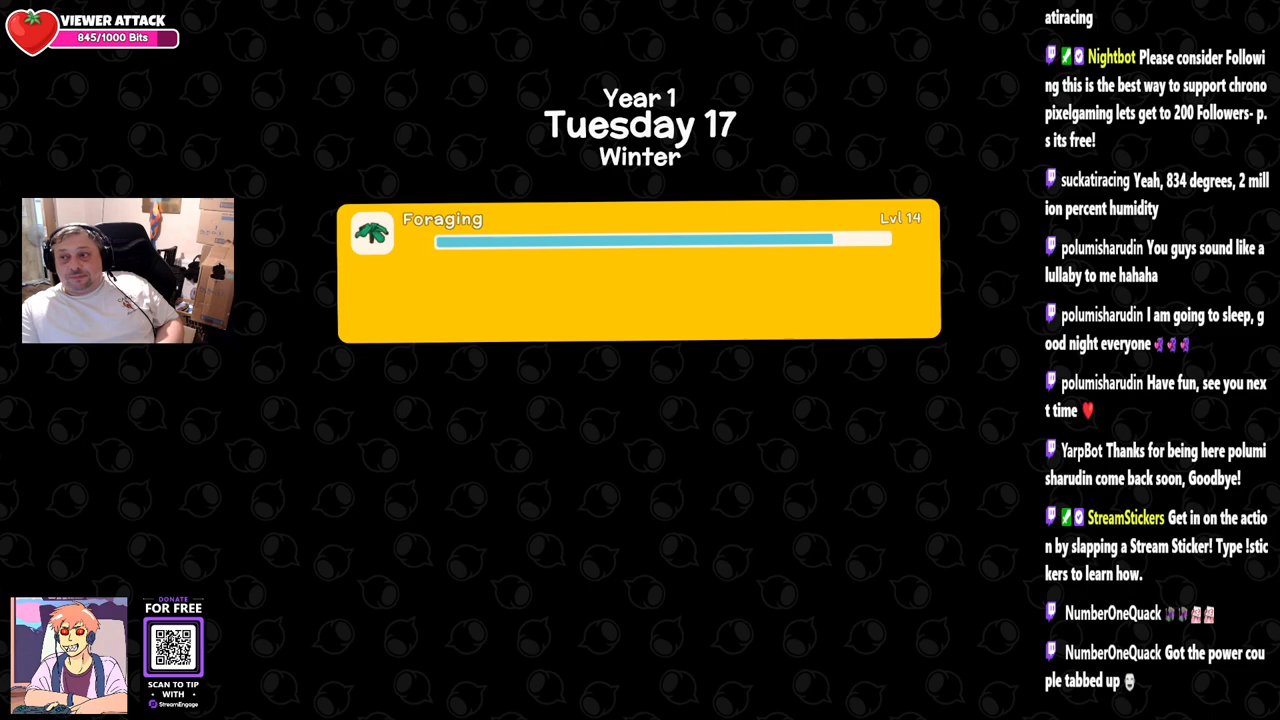 VIEWER ATTACK
845/1000 Bits
Year 1
Tuesday 17
Winter
Foraging
Lvl 14
DONATE
FOR FREE
SCAN TO TIP
WITH
StreamEngage
atiracing
Nightbot Please consider Followi
ng this is the best way to support chrono
pixelgaming lets get to 200 Followers- p.
s its free!
suckatiracing Yeah, 834 degrees, 2 mill
ion percent humidity
polumisharudin You guys sound like a
lullaby to me hahaha
polumisharudin I am going to sleep, g
ood night everyone
polumisharudin Have fun, see you nex
t time
YarpBot Thanks for being here polumi
sharudin come back soon, Goodbye!
StreamStickers Get in on the actio
n by slapping a Stream Sticker! Type !stic
kers to learn how.
NumberOneQuack
NumberOneQuack Got the power cou
ple tabbed up